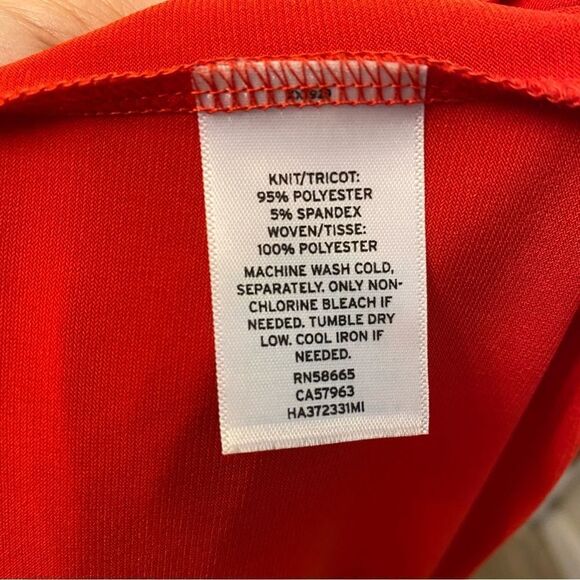 KNIT/TRICOT:
95% POLYESTER
5% SPANDEX
WOVEN/TISSE:
100% POLYESTER
MACHINE WASH COLD,
SEPARATELY. ONLY NON-
CHLORINE BLEACH IF
NEEDED. TUMBLE DRY
LOW. COOL IRON IF
NEEDED.
RN58665
CA57963
HA372331MI